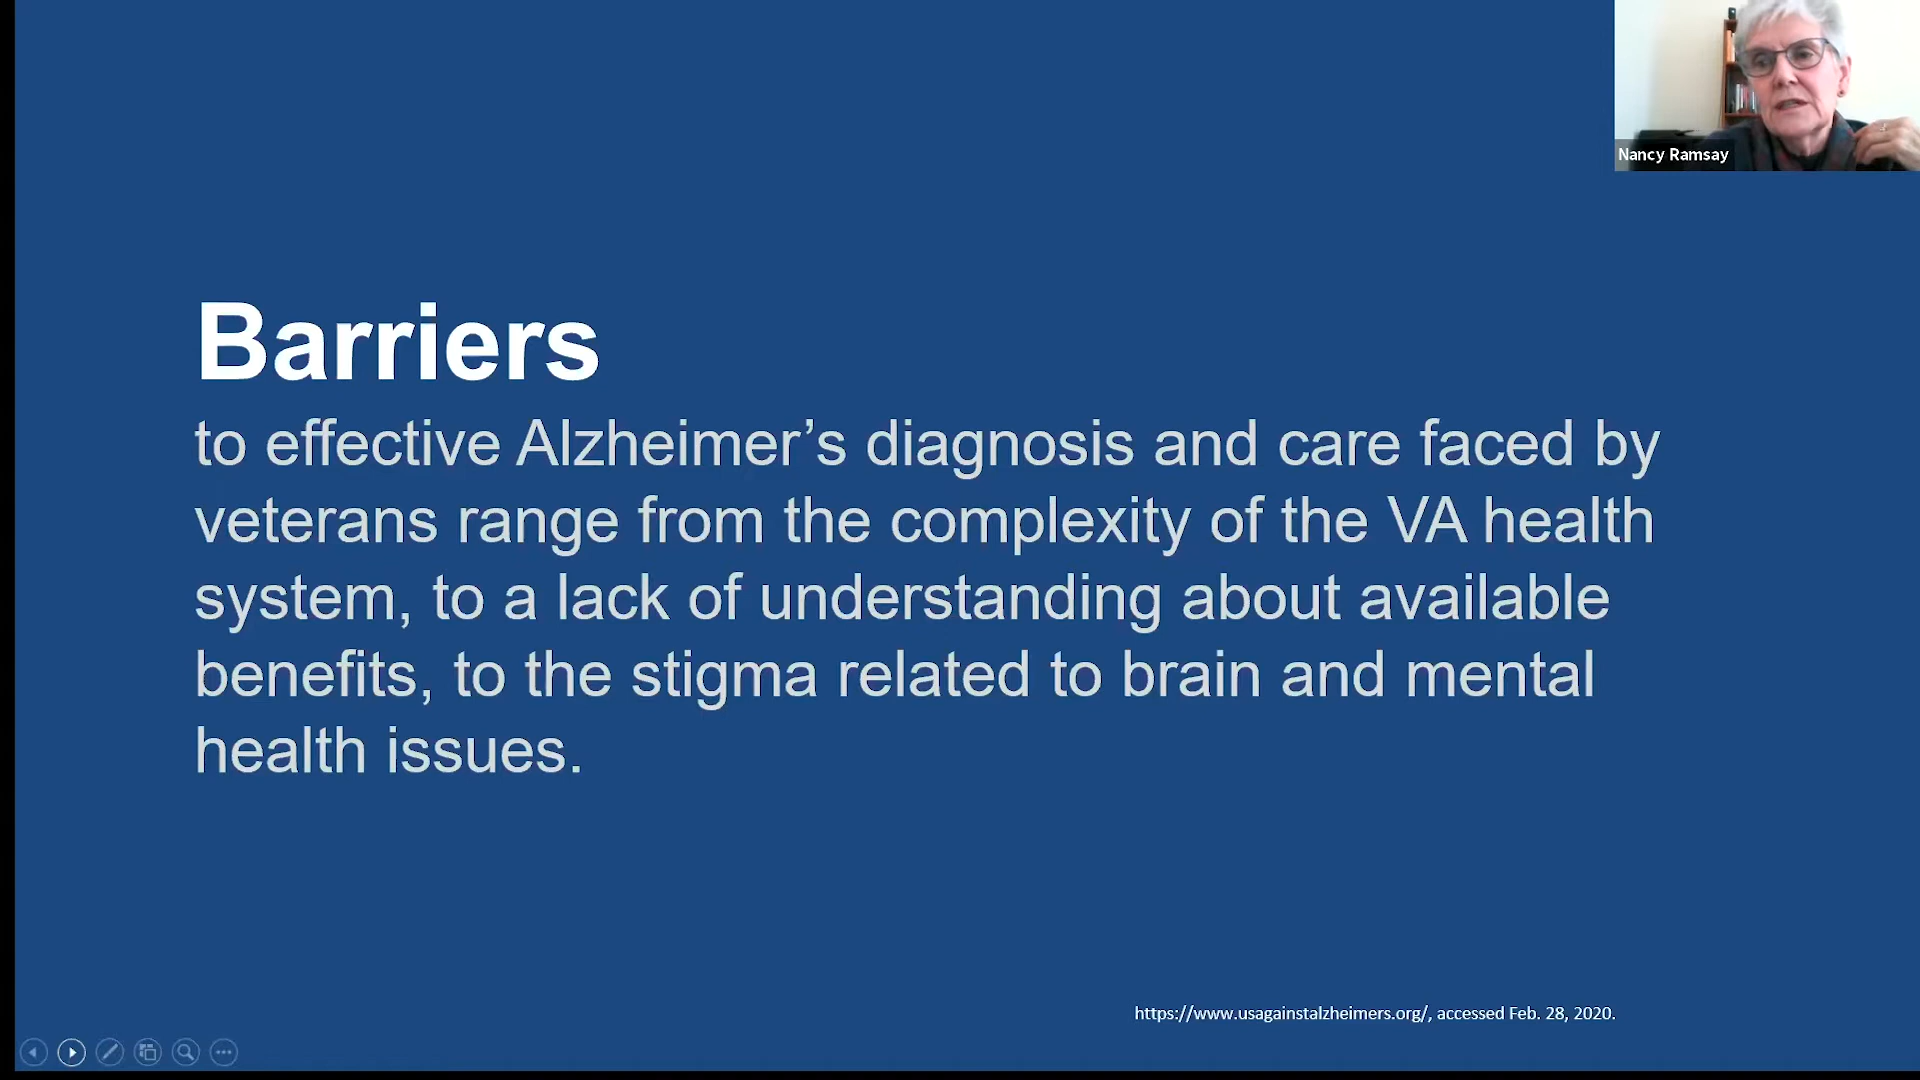 Nancy Ramsay
Barriers
to effective Alzheimer’s diagnosis and care faced by
veterans range from the complexity of the VA health
system, to a lack of understanding about available
benefits, to the stigma related to brain and mental
health issues.
https://www.usagainstalzheimers.org/, accessed Feb. 28, 2020.